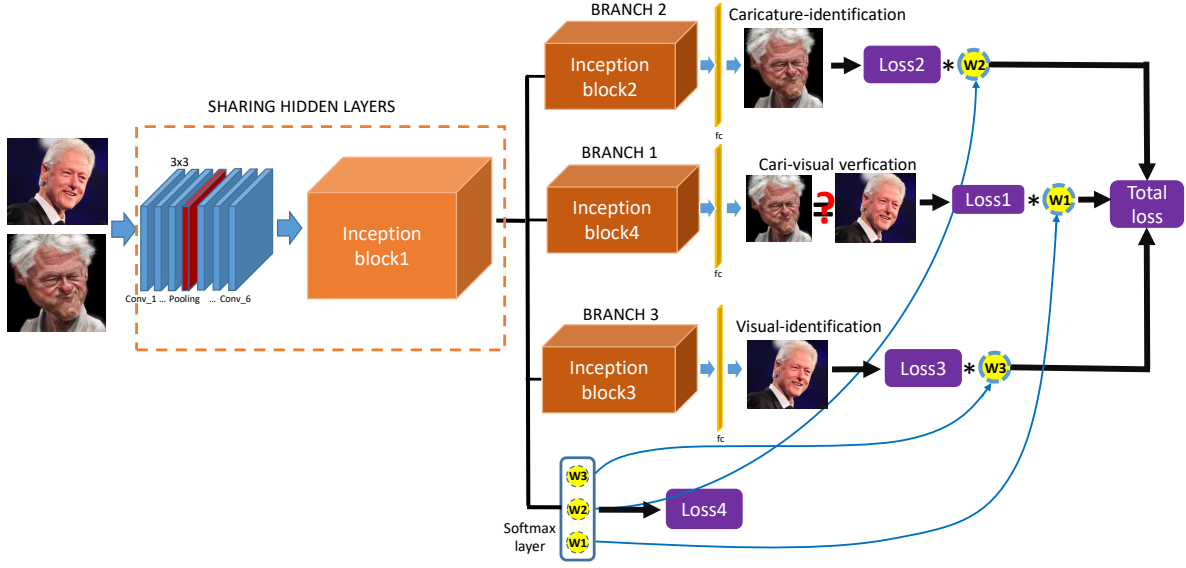 BRANCH 2
Caricature-identification
Inception
block2
fc
Loss2
*
W2
SHARING HIDDEN LAYERS
3x3
Conv_1 ... Pooling ... Conv_6
Inception
block1
BRANCH 1
Cari-visual verfication
Inception
block4
fc
?
Loss1
*
W1
Total
loss
BRANCH 3
Visual-identification
Inception
block3
fc
Loss3
*
W3
W3
W2
W1
Softmax
layer
Loss4